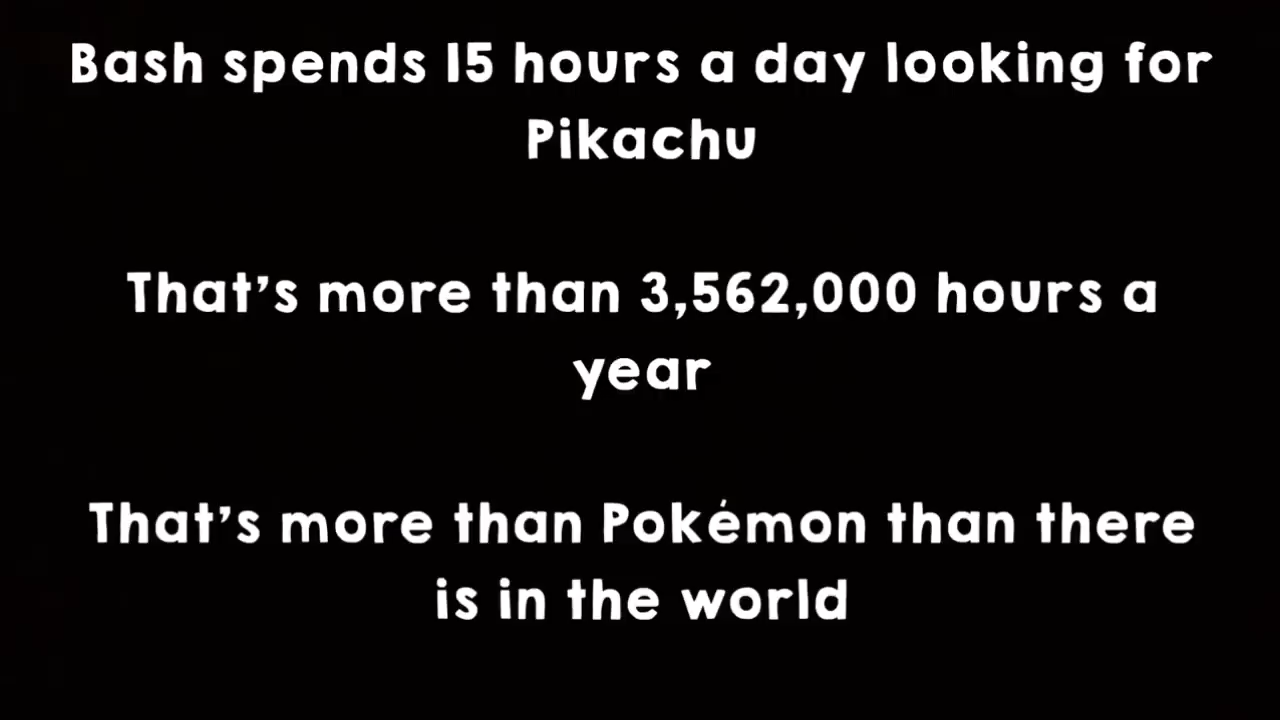 Bash spends 15 hours a day looking for
Pikachu
That's more than 3,562,000 hours a
year
That's more than Pokémon than there
is in the world